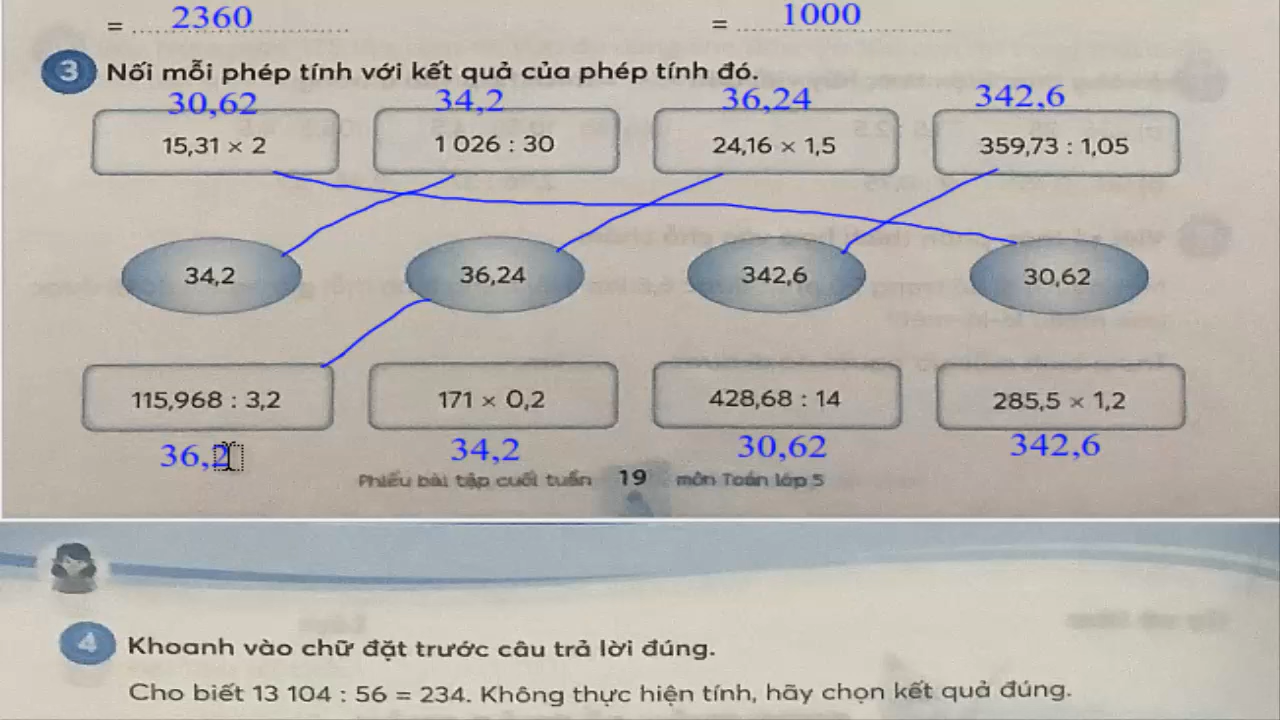 = 2360 = 1000
3 Nối mỗi phép tính với kết quả của phép tính đó.
30,62 34,2 36,24 342,6
15,31 × 2 1 026 : 30 24,16 × 1,5 359,73 : 1,05
34,2 36,24 342,6 30,62
115,968 : 3,2 171 × 0,2 428,68 : 14 285,5 × 1,2
36,2 34,2 30,62 342,6
Phiếu bài tập cuối tuần 19 môn Toán lớp 5
4 Khoanh vào chữ đặt trước câu trả lời đúng.
Cho biết 13 104 : 56 = 234. Không thực hiện tính, hãy chọn kết quả đúng.